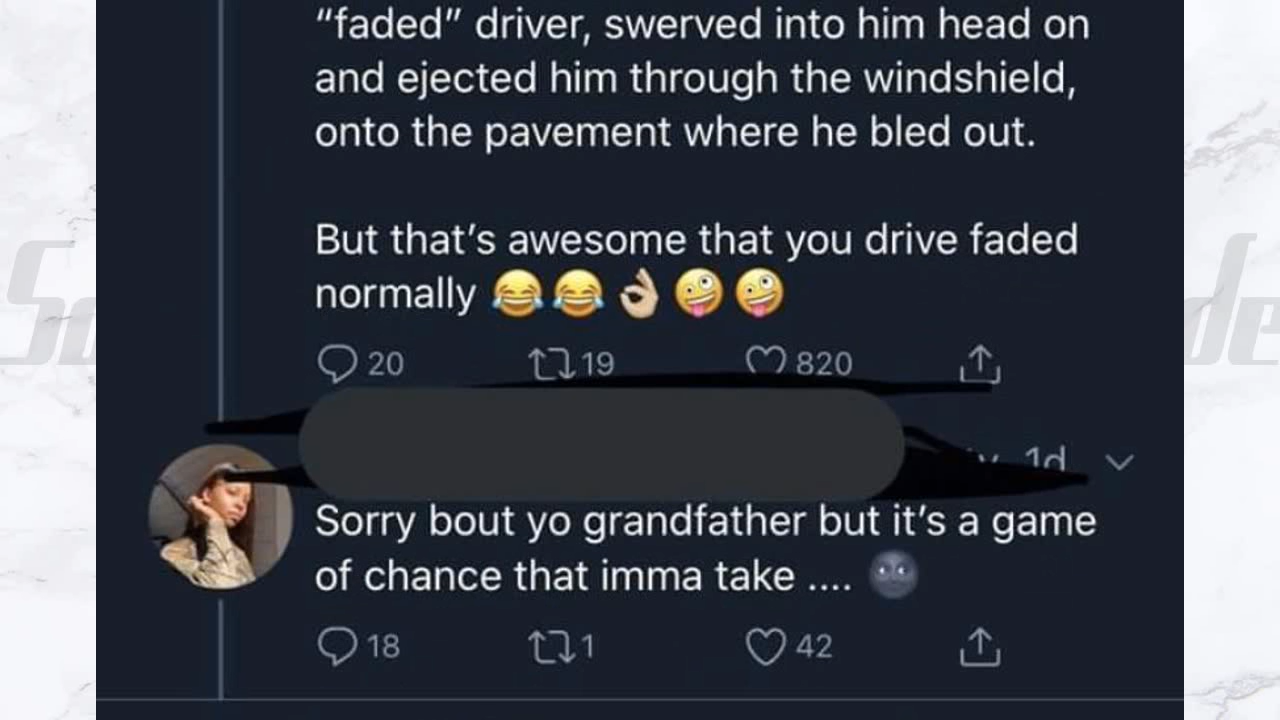 “faded” driver, swerved into him head on
and ejected him through the windshield,
onto the pavement where he bled out.
But that’s awesome that you drive faded
normally 😂😂👌🏼🤪🤪
20 19 820
1d
Sorry bout yo grandfather but it’s a game
of chance that imma take .... 🌚
18 1 42